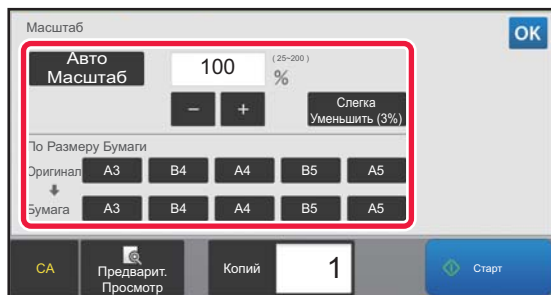 Масштаб
OK
Авто
Масштаб
100
(25~200)
%
−
+
Слегка
Уменьшить (3%)
По Размеру Бумаги
Оригинал
A3
B4
A4
B5
A5
Бумага
A3
B4
A4
B5
A5
CA
Предварит.
Просмотр
Копий
1
Старт